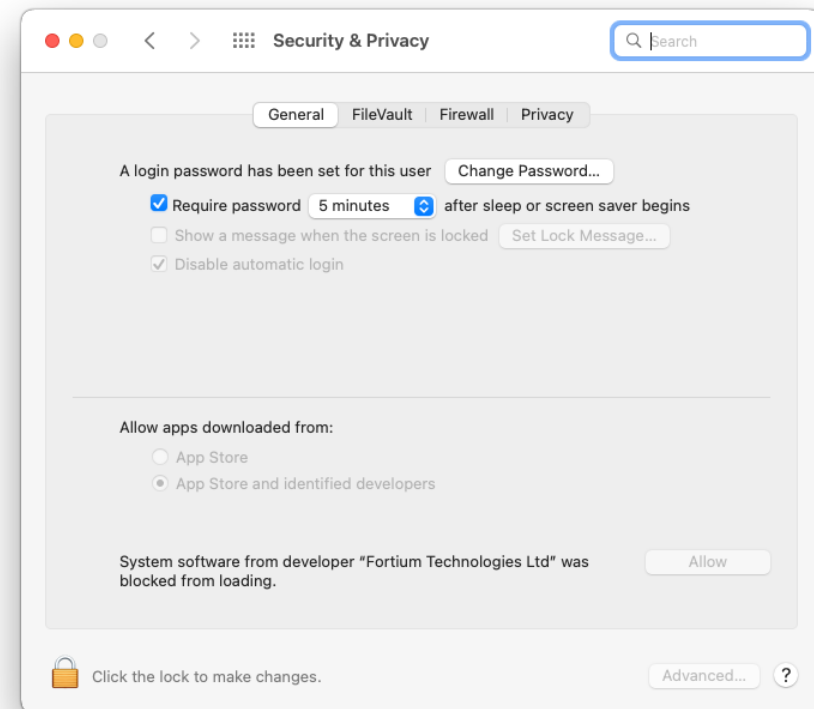 Security & Privacy
Search
General FileVault Firewall Privacy
A login password has been set for this user Change Password...
Require password 5 minutes after sleep or screen saver begins
Show a message when the screen is locked Set Lock Message...
Disable automatic login
Allow apps downloaded from:
App Store
App Store and identified developers
System software from developer “Fortium Technologies Ltd” was
blocked from loading.
Allow
Click the lock to make changes.
Advanced... ?